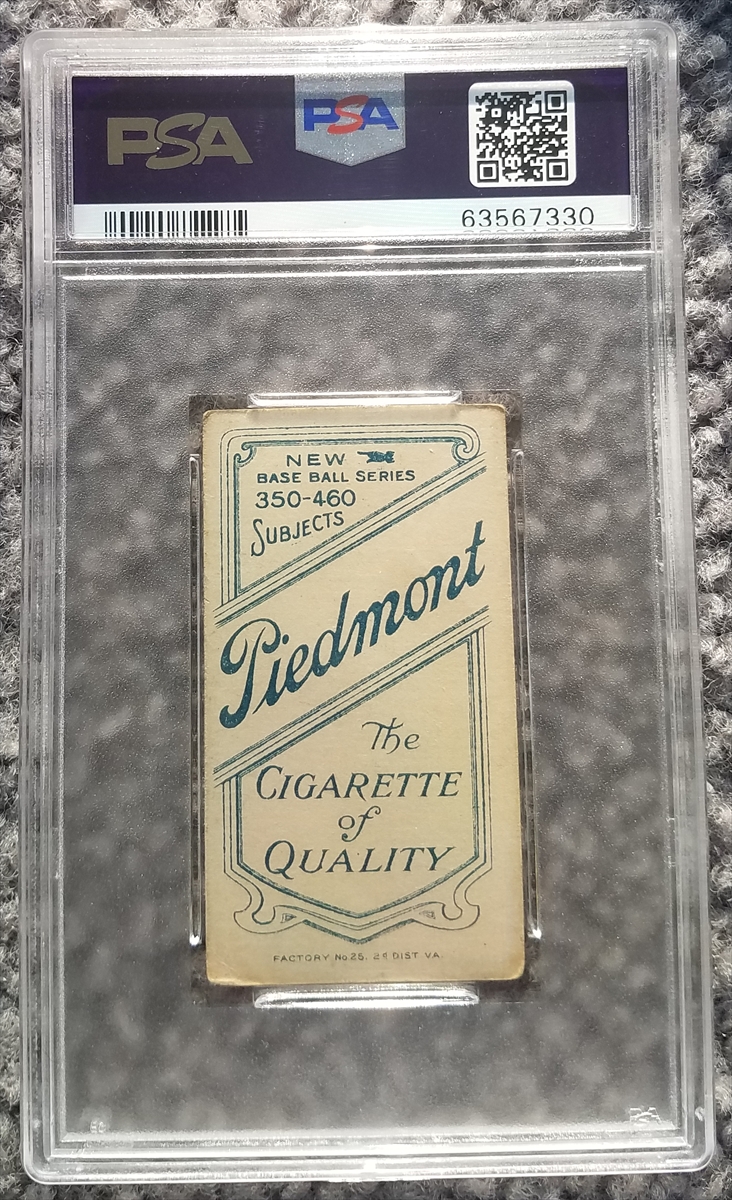 PSA
PSA
63567330
NEW
BASE BALL SERIES
350-460
SUBJECTS
Piedmont
The
CIGARETTE
of
QUALITY
FACTORY No 25. 2d DIST VA.
PSA